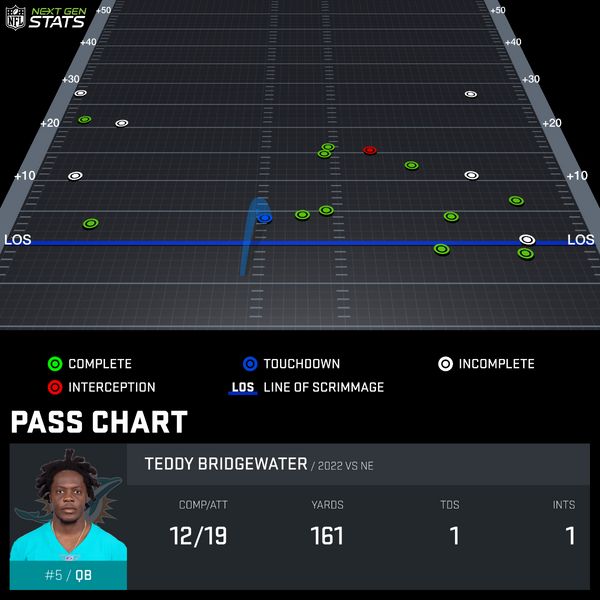 NFL NEXT GEN STATS
+50 +50
+40 +40
+30 +30
+20 +20
+10 +10
LOS LOS
COMPLETE TOUCHDOWN INCOMPLETE
INTERCEPTION LOS LINE OF SCRIMMAGE
PASS CHART
TEDDY BRIDGEWATER / 2022 VS NE
COMP/ATT YARDS TDS INTS
12/19 161 1 1
#5 / QB